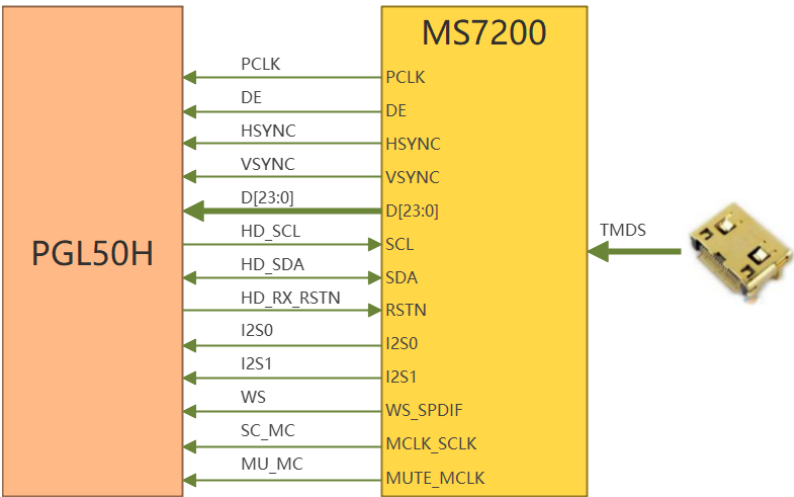 MS7200
PCLK
PCLK
DE
DE
HSYNC
HSYNC
VSYNC
VSYNC
D[23:0]
D[23:0]
TMDS
HD_SCL
SCL
PGL50H
HD_SDA
SDA
HD_RX_RSTN
RSTN
I2S0
I2S0
I2S1
I2S1
WS
WS_SPDIF
SC_MC
MCLK_SCLK
MU_MC
MUTE_MCLK